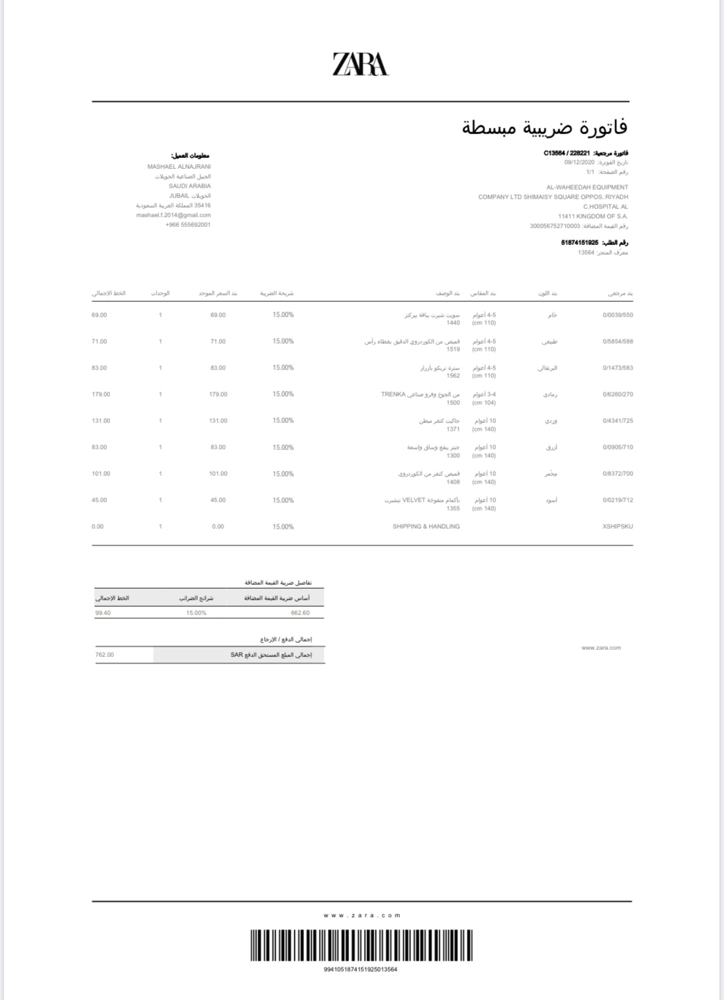 ZARA
فاتورة ضريبية مبسطة
فاتورة مرجعية: C13564 / 228221
تاريخ الفوترة: 09/12/2020
رقم الصفحة: 1/1
AL-WAHEEDAH EQUIPMENT
COMPANY LTD SHIMAISY SQUARE OPPOS.:RIYADH
C.HOSPITAL AL
11411 KINGDOM OF S.A.
رقم القيمة المضافة: 300056752710003
رقم الطلب: 51874151925
معرّف المتجر: 13564
معلومات العميل:
MASHAEL ALNAJRANI
الجبيل الصناعية الحويلات
SAUDI ARABIA
الحويلات JUBAIL
35416 المملكة العربية السعودية
mashael.f.2014@gmail.com
+966 555692001
بند مرجعي بند اللون بند المقاس بند الوصف شريحة الضريبة بند السعر الموحد الوحدات الخط الإجمالي
0/0039/550 خام 4-5 أعوام سويت شيرت بياقة بيركنز 15.00% 69.00 1 69.00
(110 cm) 1440
0/5854/588 طبيعي 4-5 أعوام قميص من الكوردروي الدقيق بغطاء رأس 15.00% 71.00 1 71.00
(110 cm) 1519
0/1473/583 البرتقالي 4-5 أعوام سترة تريكو بأزرار 15.00% 83.00 1 83.00
(110 cm) 1562
0/6260/270 رمادي 3-4 أعوام من الجوخ وفرو صناعي TRENKA 15.00% 179.00 1 179.00
(104 cm) 1500
0/4341/725 وردي 10 أعوام جاكيت كنغر مبطن 15.00% 131.00 1 131.00
(140 cm) 1371
0/0905/710 أزرق 10 أعوام جينز ببقع وساق واسعة 15.00% 83.00 1 83.00
(140 cm) 1300
0/8372/700 محمر 10 أعوام قميص كنغر من الكوردروي 15.00% 101.00 1 101.00
(140 cm) 1408
0/0219/712 أسود 10 أعوام بأكمام منفوخة VELVET تيشيرت 15.00% 45.00 1 45.00
(140 cm) 1355
XSHIPSKU SHIPPING & HANDLING 15.00% 0.00 1 0.00
تفاصيل ضريبة القيمة المضافة
أساس ضريبة القيمة المضافة شرائح الضرائب الخط الإجمالي
662.60 15.00% 99.40
إجمالي الدفع / الإرجاع
إجمالي المبلغ المستحق الدفع SAR 762.00
www.zara.com
www.zara.com
9941051874151925013564